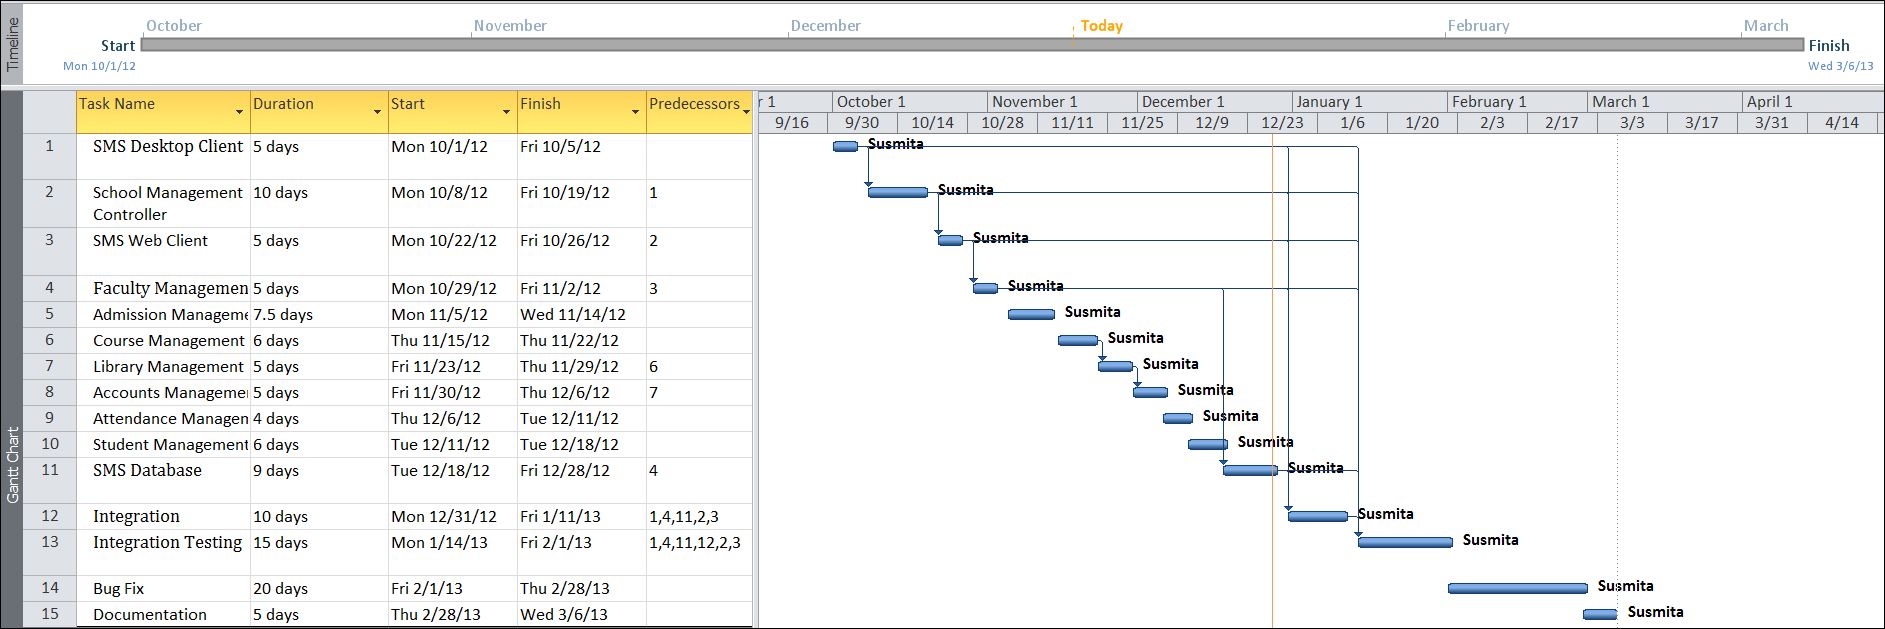 Timeline
October November December Today February March
Start
Mon 10/1/12
Finish
Wed 3/6/13
Gantt Chart
Task Name Duration Start Finish Predecessors
r 1 October 1 November 1 December 1 January 1 February 1 March 1 April 1
9/16 9/30 10/14 10/28 11/11 11/25 12/9 12/23 1/6 1/20 2/3 2/17 3/3 3/17 3/31 4/14
1 SMS Desktop Client 5 days Mon 10/1/12 Fri 10/5/12 Susmita
2 School Management 10 days Mon 10/8/12 Fri 10/19/12 1 Susmita
Controller
3 SMS Web Client 5 days Mon 10/22/12 Fri 10/26/12 2 Susmita
4 Faculty Managemen 5 days Mon 10/29/12 Fri 11/2/12 3 Susmita
5 Admission Manageme 7.5 days Mon 11/5/12 Wed 11/14/12 Susmita
6 Course Management 6 days Thu 11/15/12 Thu 11/22/12 Susmita
7 Library Management 5 days Fri 11/23/12 Thu 11/29/12 6 Susmita
8 Accounts Manageme 5 days Fri 11/30/12 Thu 12/6/12 7 Susmita
9 Attendance Managen 4 days Thu 12/6/12 Tue 12/11/12 Susmita
10 Student Management 6 days Tue 12/11/12 Tue 12/18/12 Susmita
11 SMS Database 9 days Tue 12/18/12 Fri 12/28/12 4 Susmita
12 Integration 10 days Mon 12/31/12 Fri 1/11/13 1,4,11,2,3 Susmita
13 Integration Testing 15 days Mon 1/14/13 Fri 2/1/13 1,4,11,12,2,3 Susmita
14 Bug Fix 20 days Fri 2/1/13 Thu 2/28/13 Susmita
15 Documentation 5 days Thu 2/28/13 Wed 3/6/13 Susmita